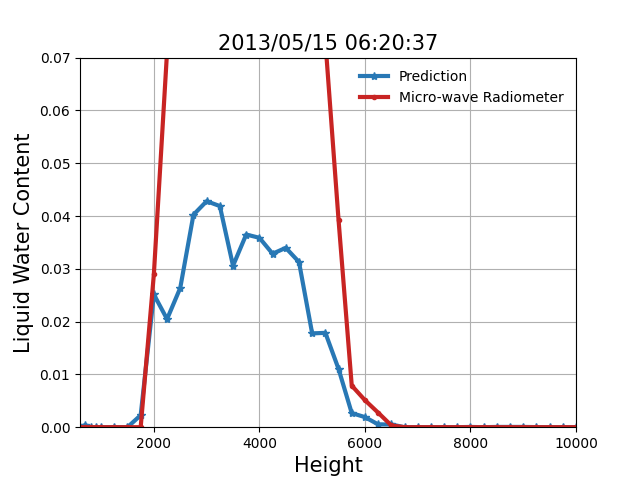 2013/05/15 06:20:37
Prediction
Micro-wave Radiometer
Liquid Water Content
0.07
0.06
0.05
0.04
0.03
0.02
0.01
0.00
2000 4000 6000 8000 10000
Height